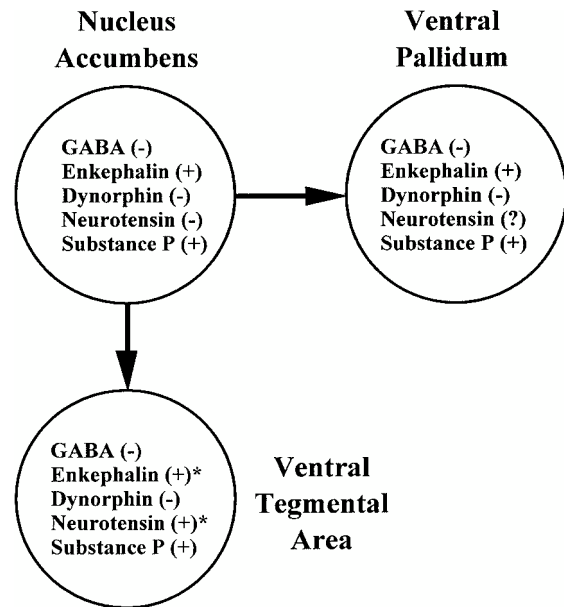 Nucleus
Accumbens
GABA (-)
Enkephalin (+)
Dynorphin (-)
Neurotensin (-)
Substance P (+)
Ventral
Pallidum
GABA (-)
Enkephalin (+)
Dynorphin (-)
Neurotensin (?)
Substance P (+)
GABA (-)
Enkephalin (+)*
Dynorphin (-)
Neurotensin (+)*
Substance P (+)
Ventral
Tegmental
Area